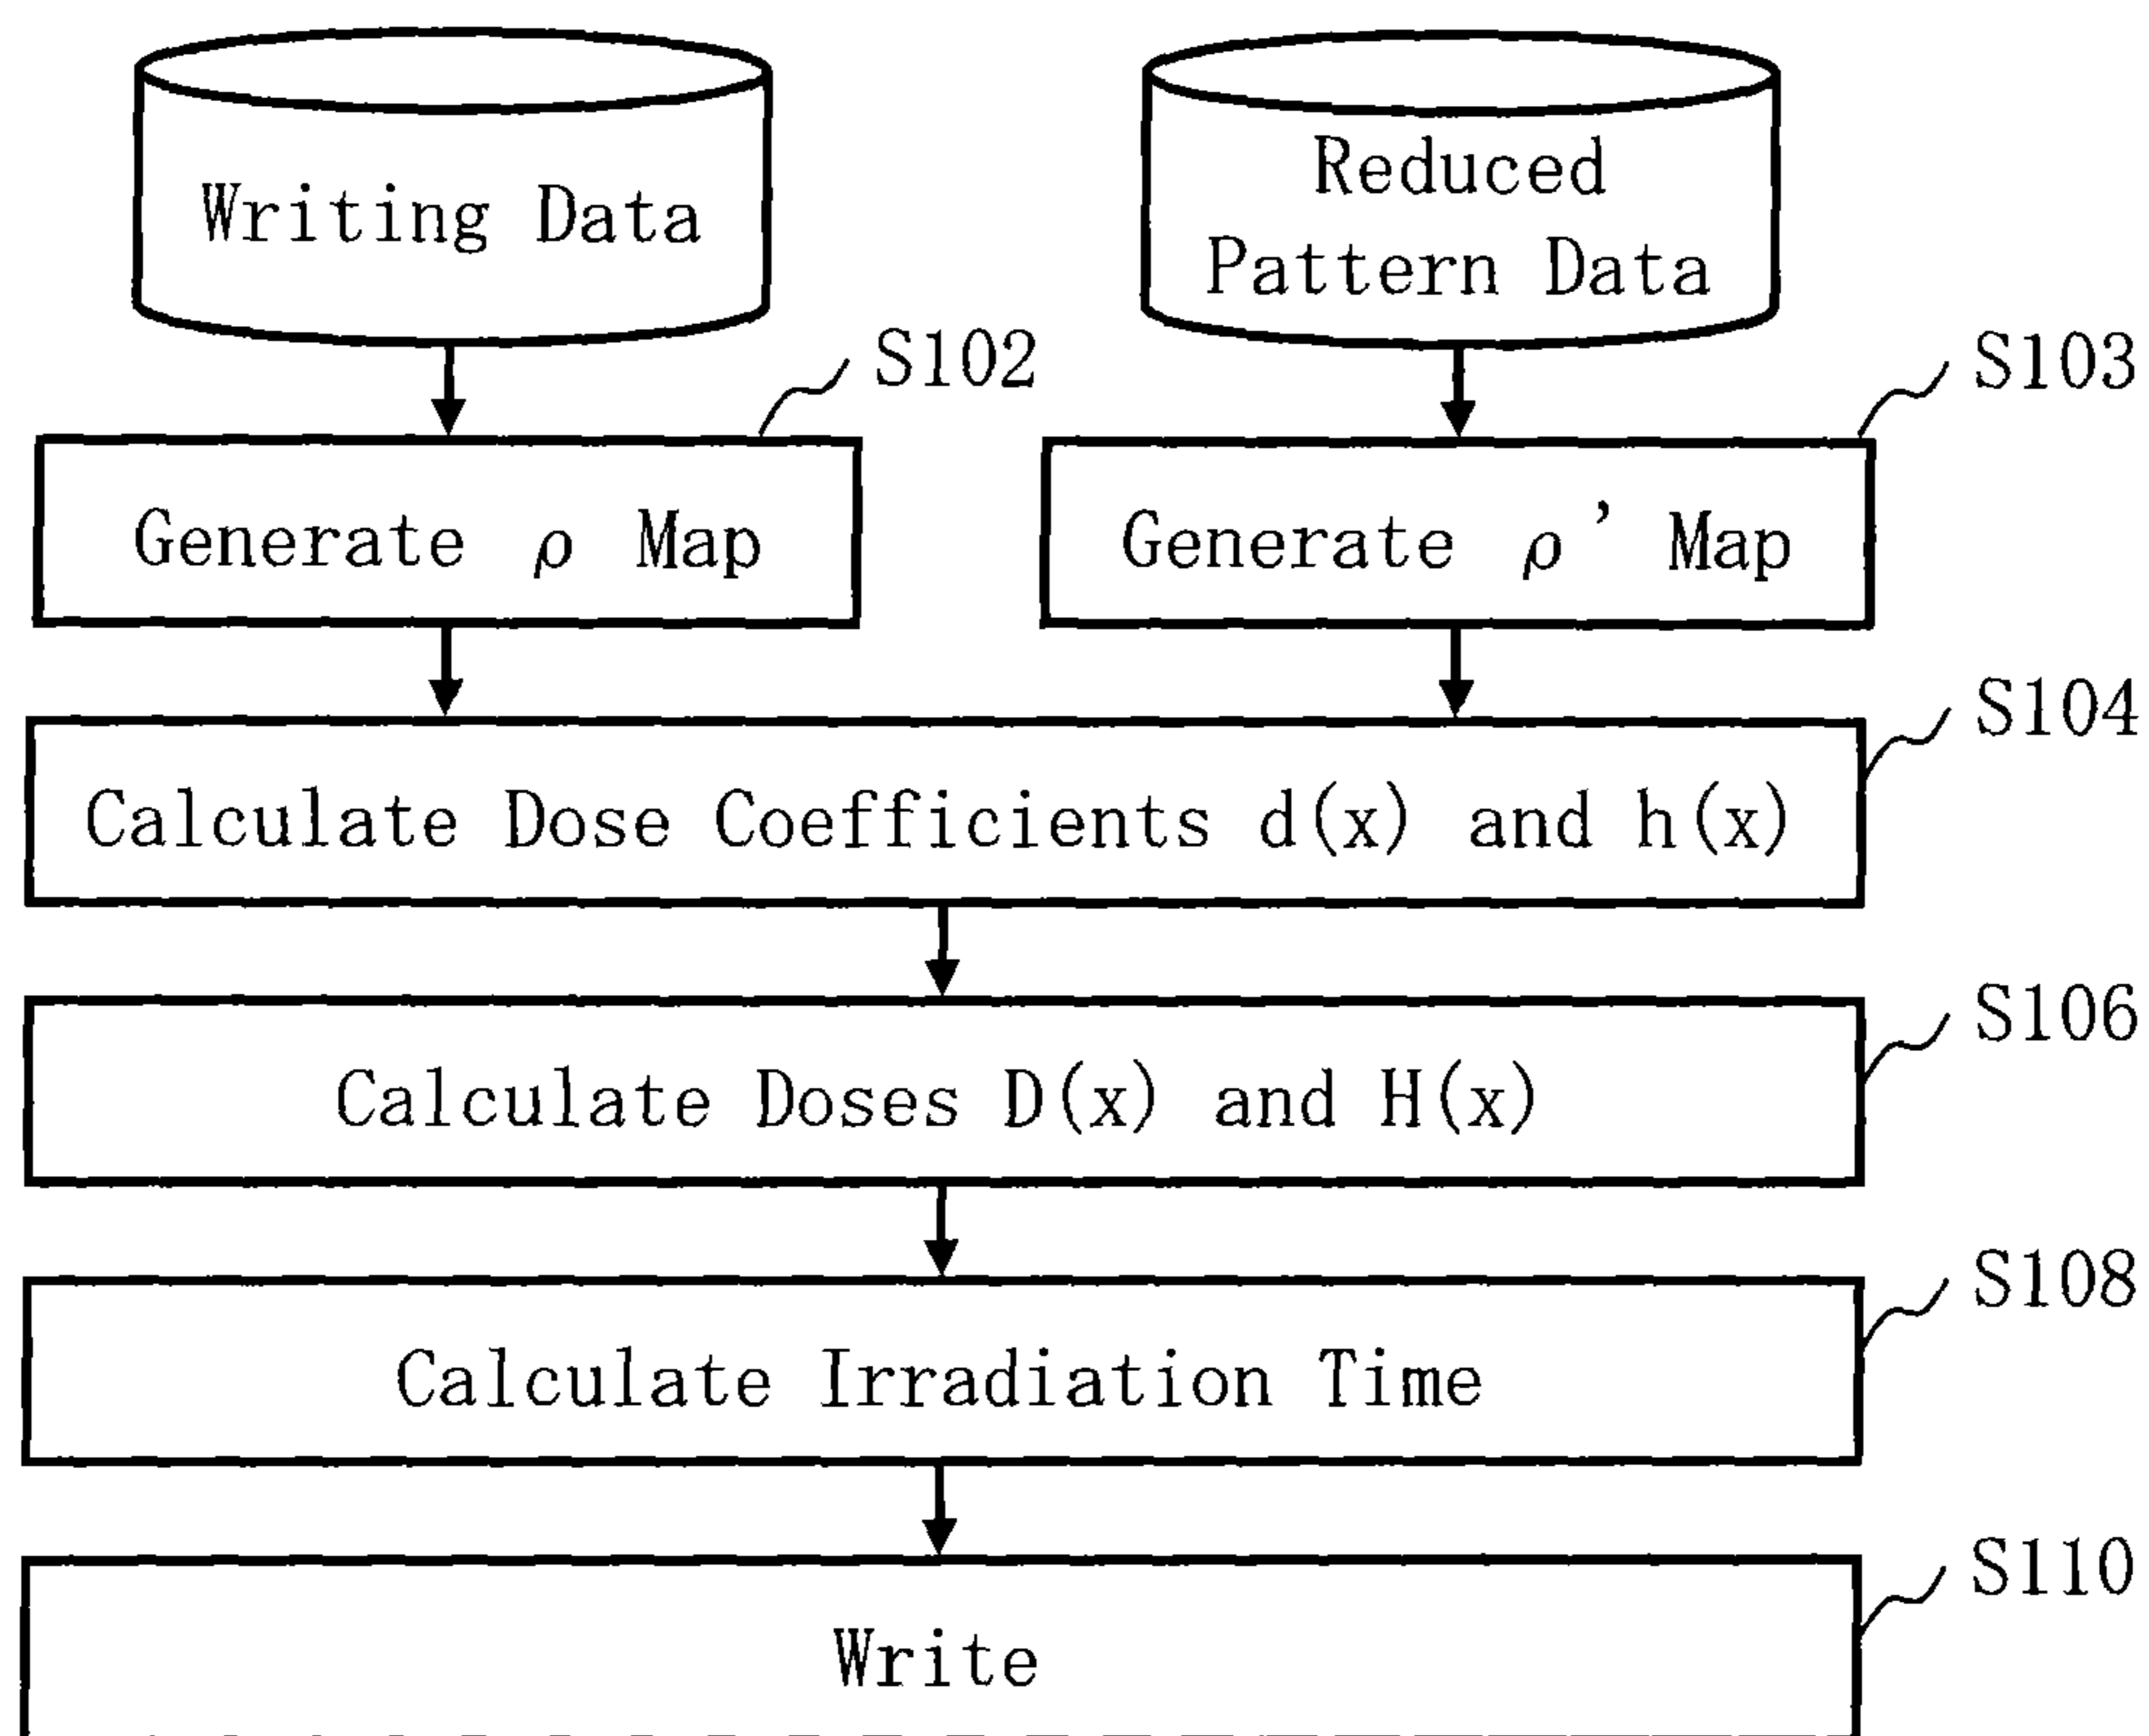 Writing Data
Reduced
Pattern Data
S102
S103
Generate ρ Map
Generate ρ' Map
S104
Calculate Dose Coefficients d(x) and h(x)
S106
Calculate Doses D(x) and H(x)
S108
Calculate Irradiation Time
S110
Write